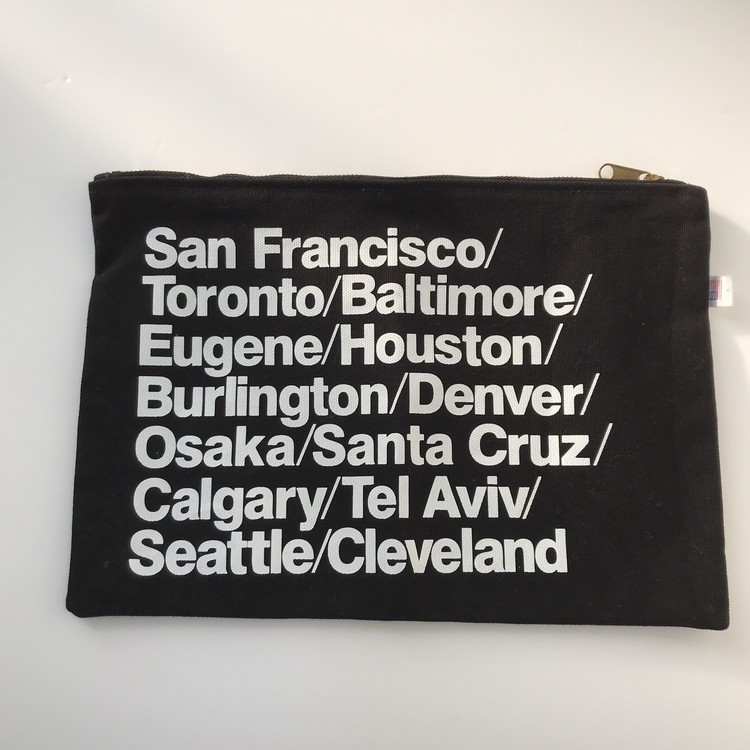 San Francisco/
Toronto/Baltimore/
Eugene/Houston/
Burlington/Denver/
Osaka/Santa Cruz/
Calgary/Tel Aviv/
Seattle/Cleveland